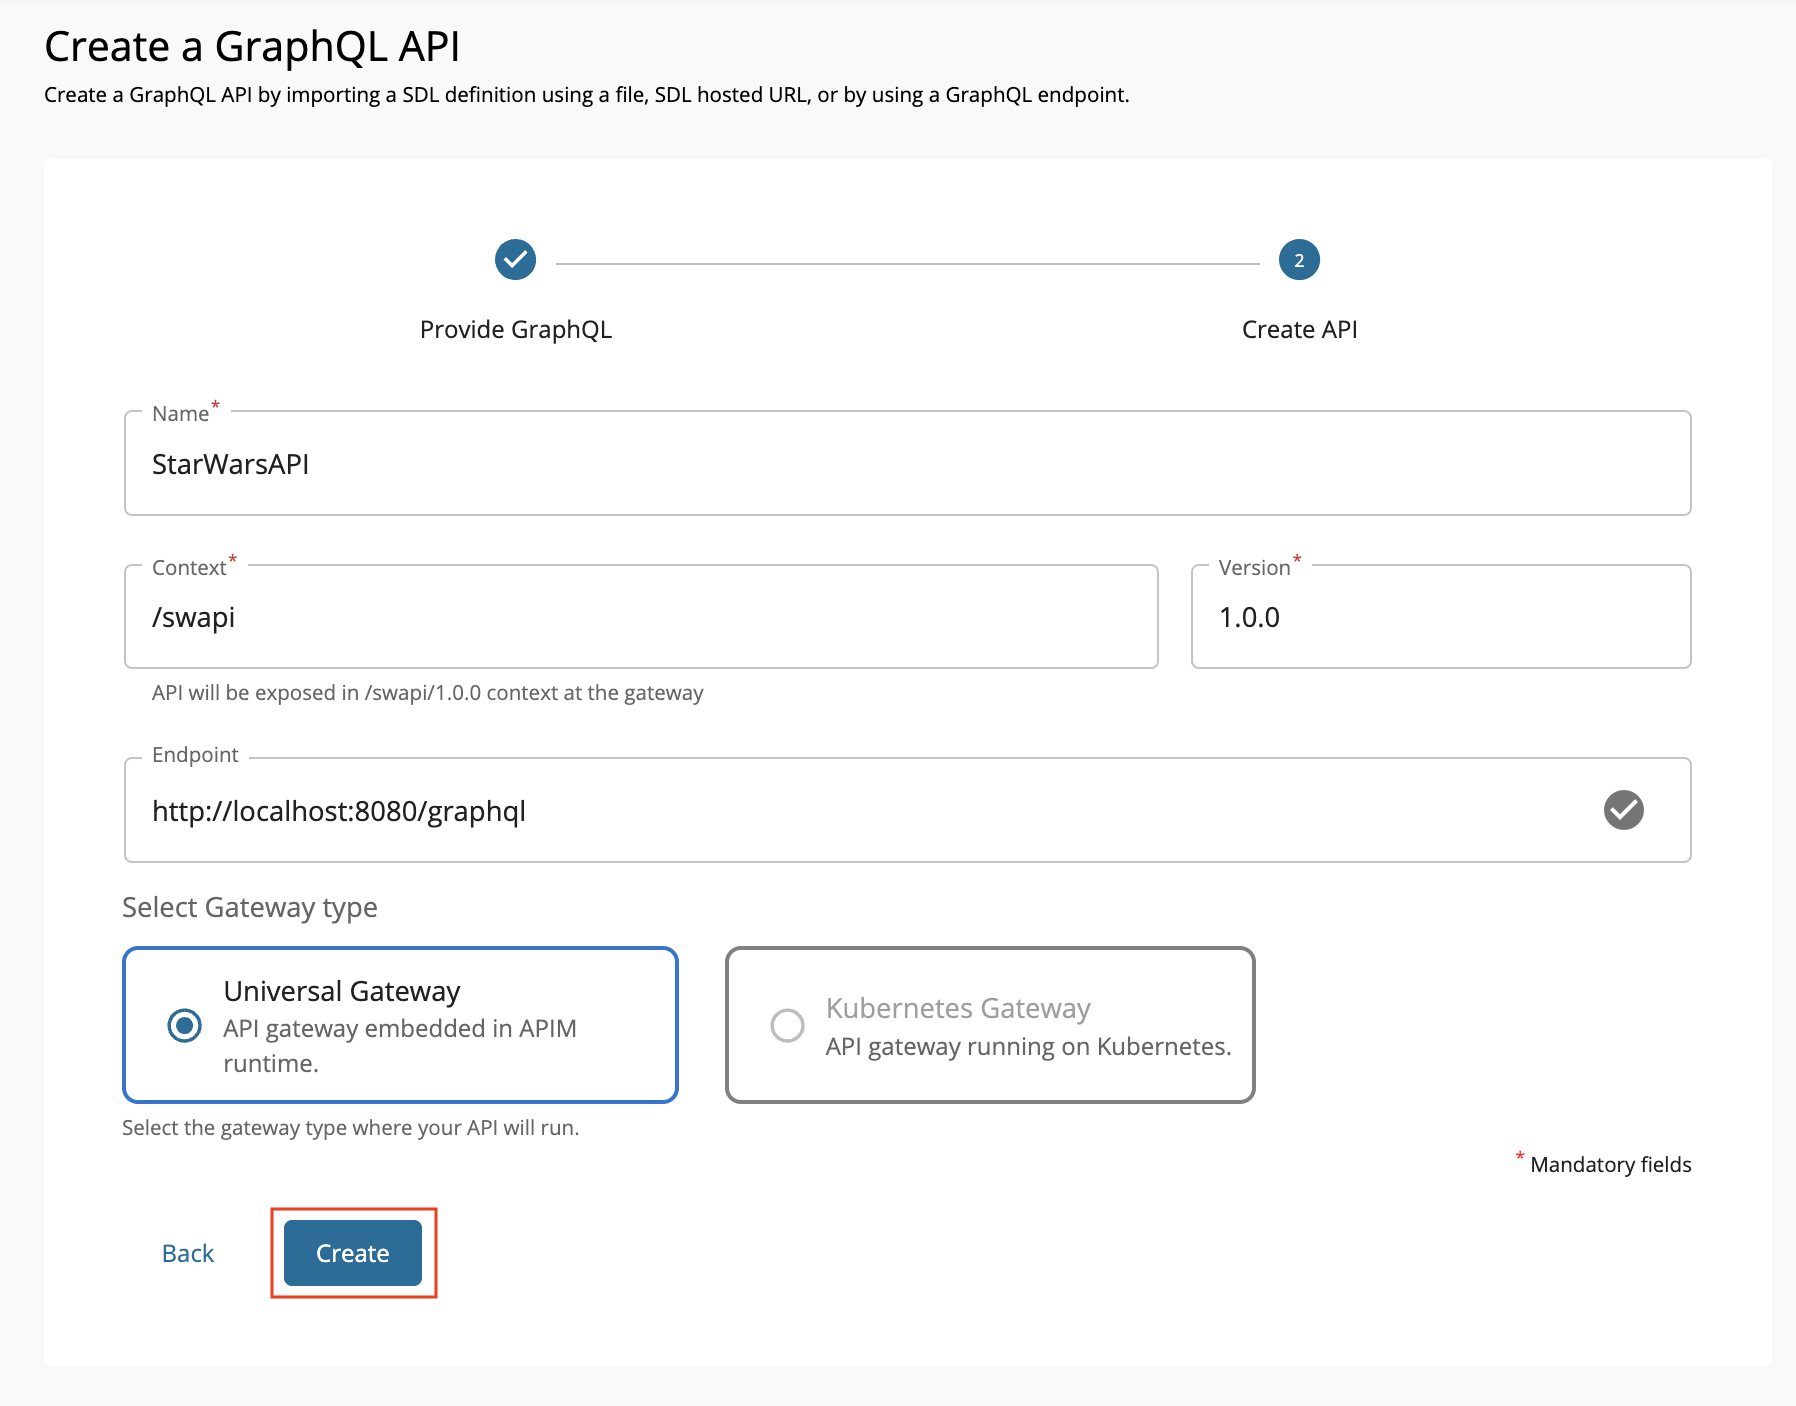 Create a GraphQL API
Create a GraphQL API by importing a SDL definition using a file, SDL hosted URL, or by using a GraphQL endpoint.
2
Provide GraphQL
Create API
Name*
StarWarsAPI
Context*
/swapi
Version*
1.0.0
API will be exposed in /swapi/1.0.0 context at the gateway
Endpoint
http://localhost:8080/graphql
Select Gateway type
Universal Gateway
API gateway embedded in APIM
runtime.
Kubernetes Gateway
API gateway running on Kubernetes.
Select the gateway type where your API will run.
* Mandatory fields
Back
Create